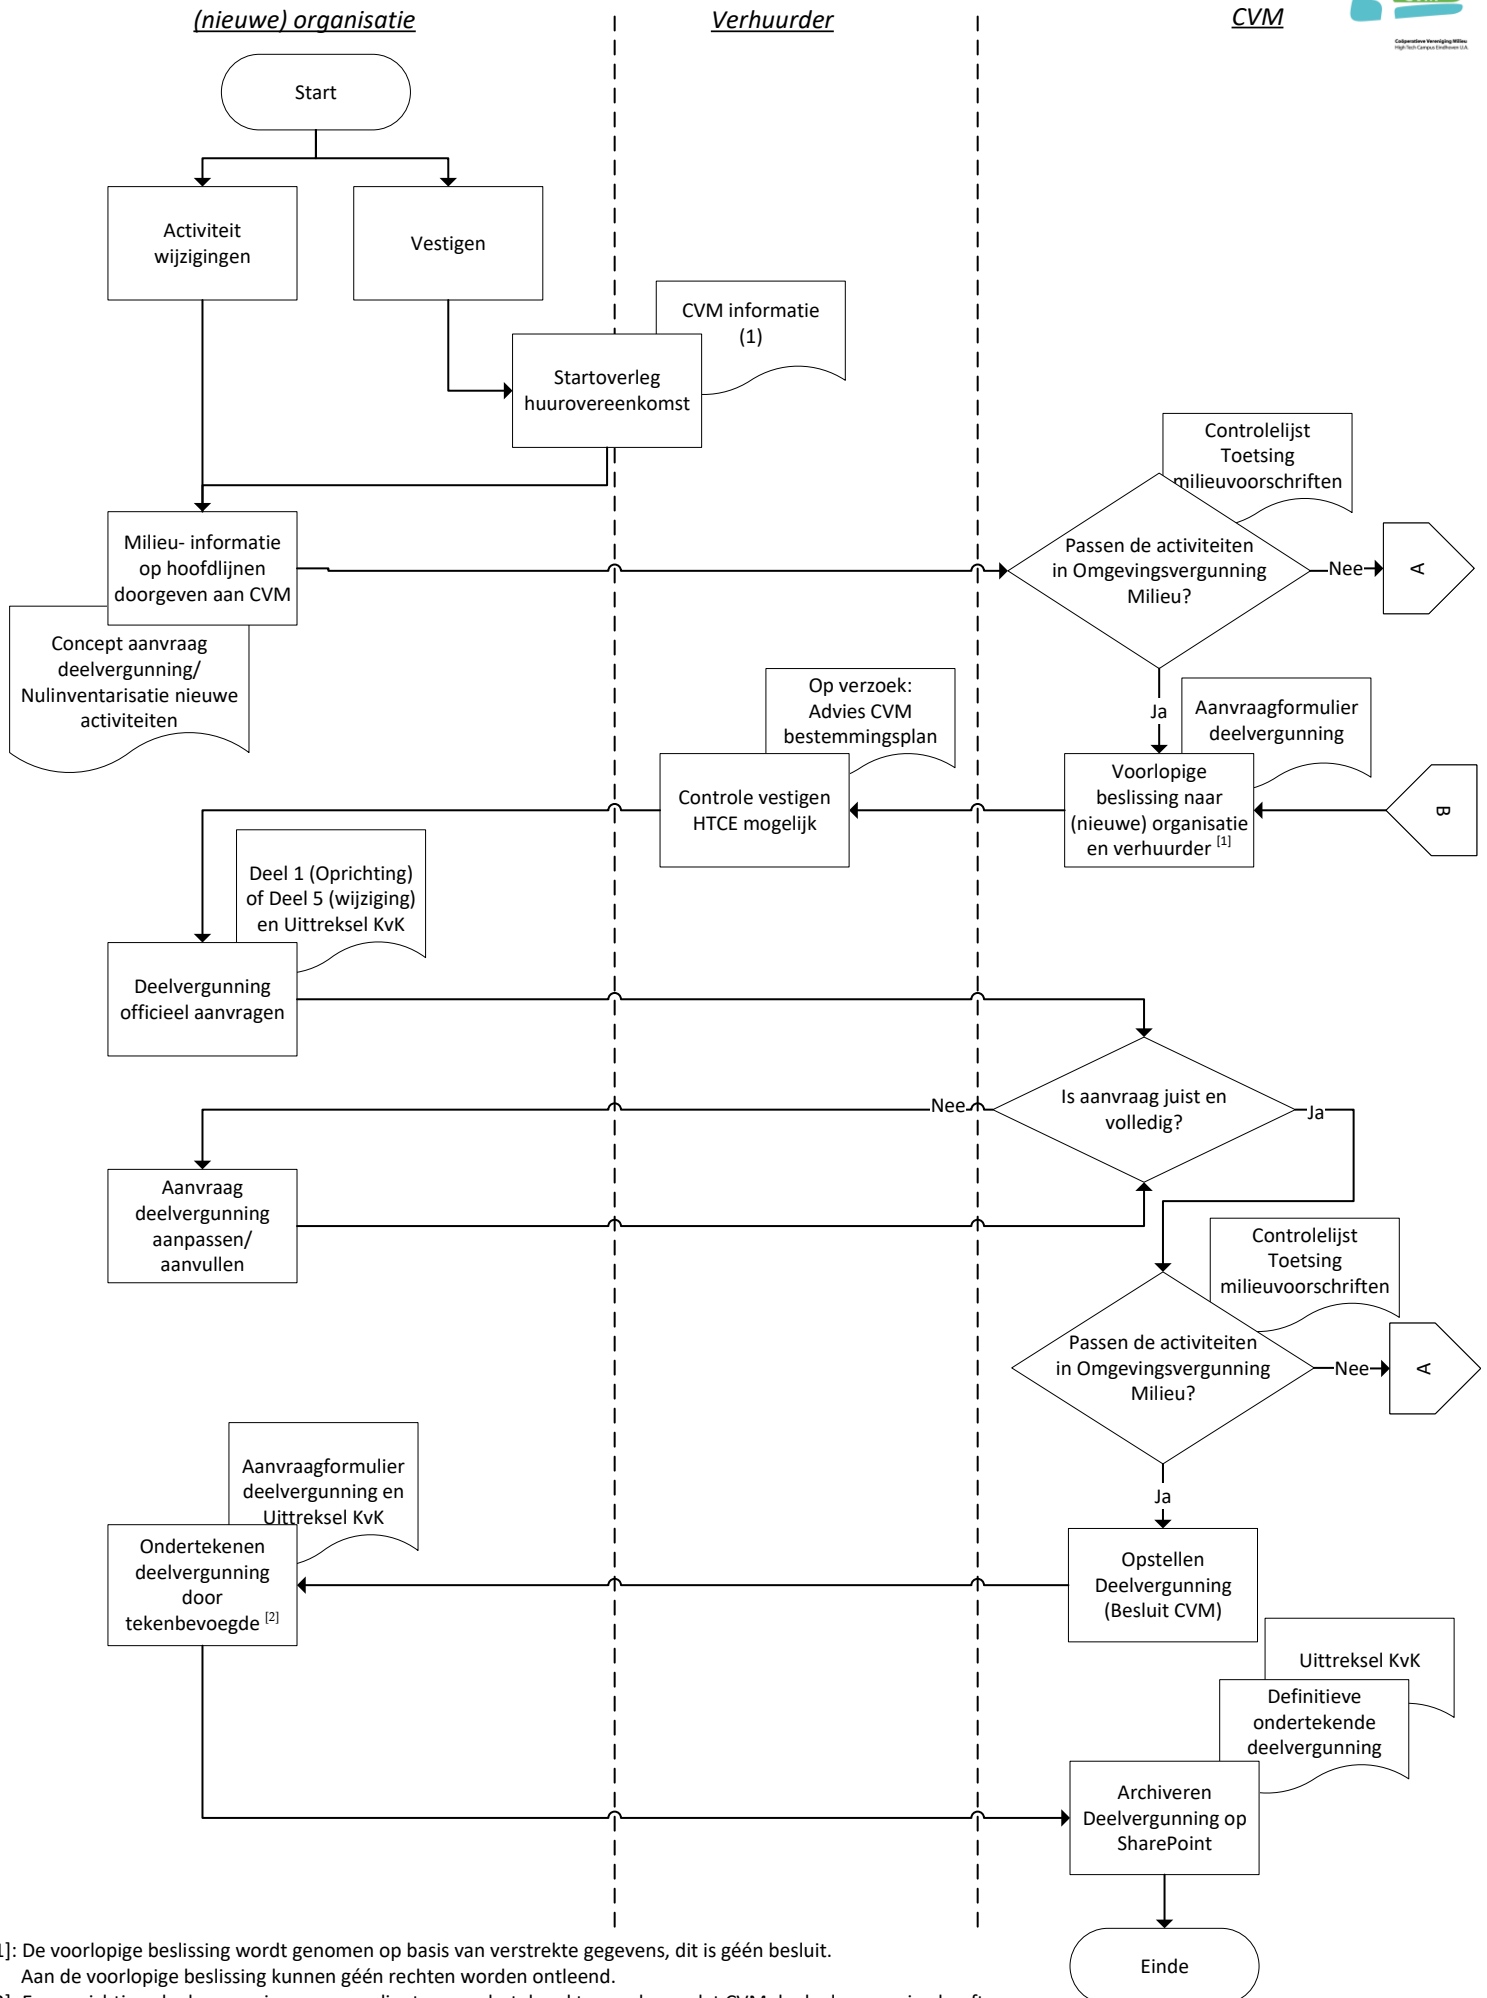 (nieuwe) organisatie
Verhuurder
CVM
Coöperatieve Vereniging Milieu
High Tech Campus Eindhoven U.A.
Start
Activiteit
wijzigingen
Vestigen
CVM informatie
(1)
Startoverleg
huurovereenkomst
Controlelijst
Toetsing
milieuvoorschriften
Milieu- informatie
op hoofdlijnen
doorgeven aan CVM
Passen de activiteiten
in Omgevingsvergunning
Milieu?
Nee
A
Concept aanvraag
deelvergunning/
Nulinventarisatie nieuwe
activiteiten
Ja
Op verzoek:
Advies CVM
bestemmingsplan
Aanvraagformulier
deelvergunning
Controle vestigen
HTCE mogelijk
Voorlopige
beslissing naar
(nieuwe) organisatie
en verhuurder [1]
B
Deel 1 (Oprichting)
of Deel 5 (wijziging)
en Uittreksel KvK
Deelvergunning
officieel aanvragen
Is aanvraag juist en
volledig?
Nee
Ja
Aanvraag
deelvergunning
aanpassen/
aanvullen
Controlelijst
Toetsing
milieuvoorschriften
Passen de activiteiten
in Omgevingsvergunning
Milieu?
Nee
A
Ja
Aanvraagformulier
deelvergunning en
Uittreksel KvK
Ondertekenen
deelvergunning
door
tekenbevoegde [2]
Opstellen
Deelvergunning
(Besluit CVM)
Uittreksel KvK
Definitieve
ondertekende
deelvergunning
Archiveren
Deelvergunning op
SharePoint
Einde
1]: De voorlopige beslissing wordt genomen op basis van verstrekte gegevens, dit is géén besluit.
Aan de voorlopige beslissing kunnen géén rechten worden ontleend.